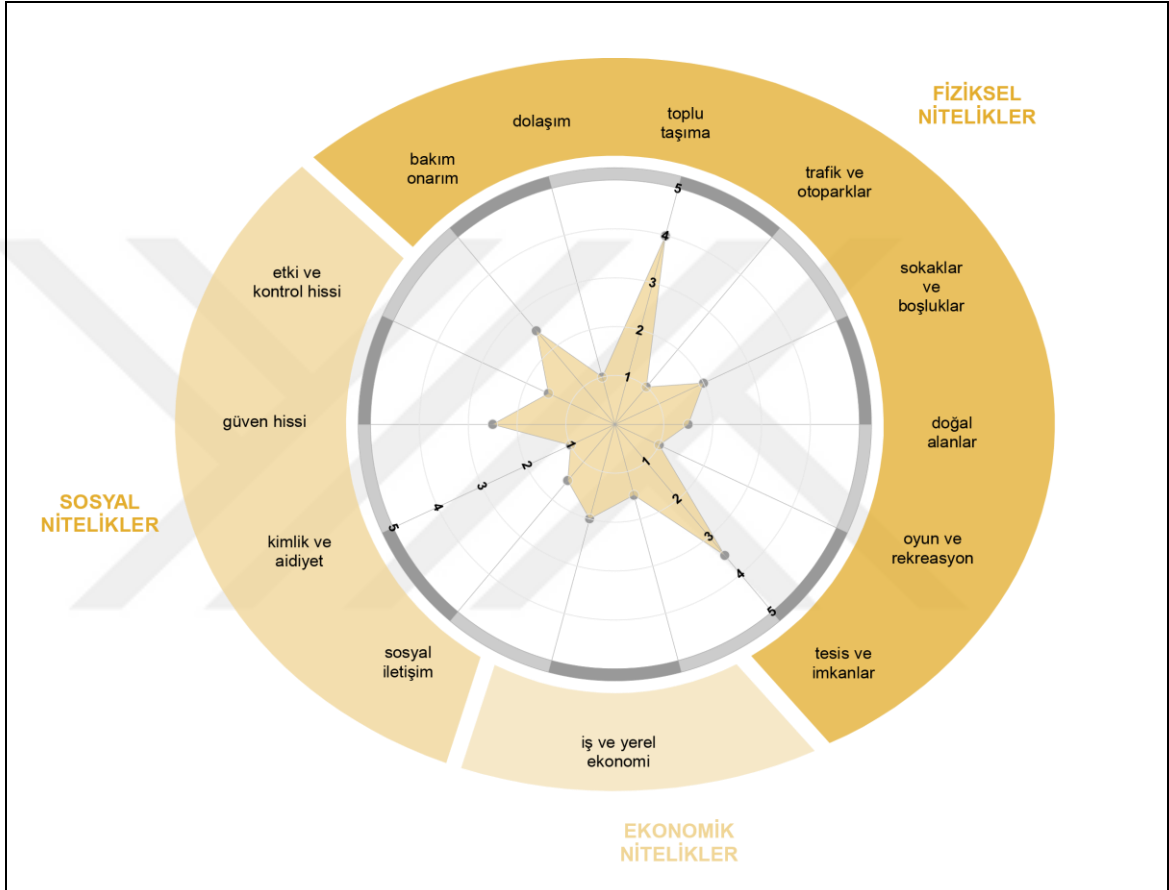 FİZİKSEL
NİTELİKLER
dolaşım
toplu
taşıma
bakım
onarım
trafik ve
otoparklar
sokaklar
ve
boşluklar
doğal
alanlar
oyun ve
rekreasyon
tesis ve
imkanlar
iş ve yerel
ekonomi
EKONOMİK
NİTELİKLER
sosyal
iletişim
kimlik ve
aidiyet
güven hissi
etki ve
kontrol hissi
SOSYAL
NİTELİKLER
5
4
3
2
1
1
2
3
4
5
1
2
3
4
5